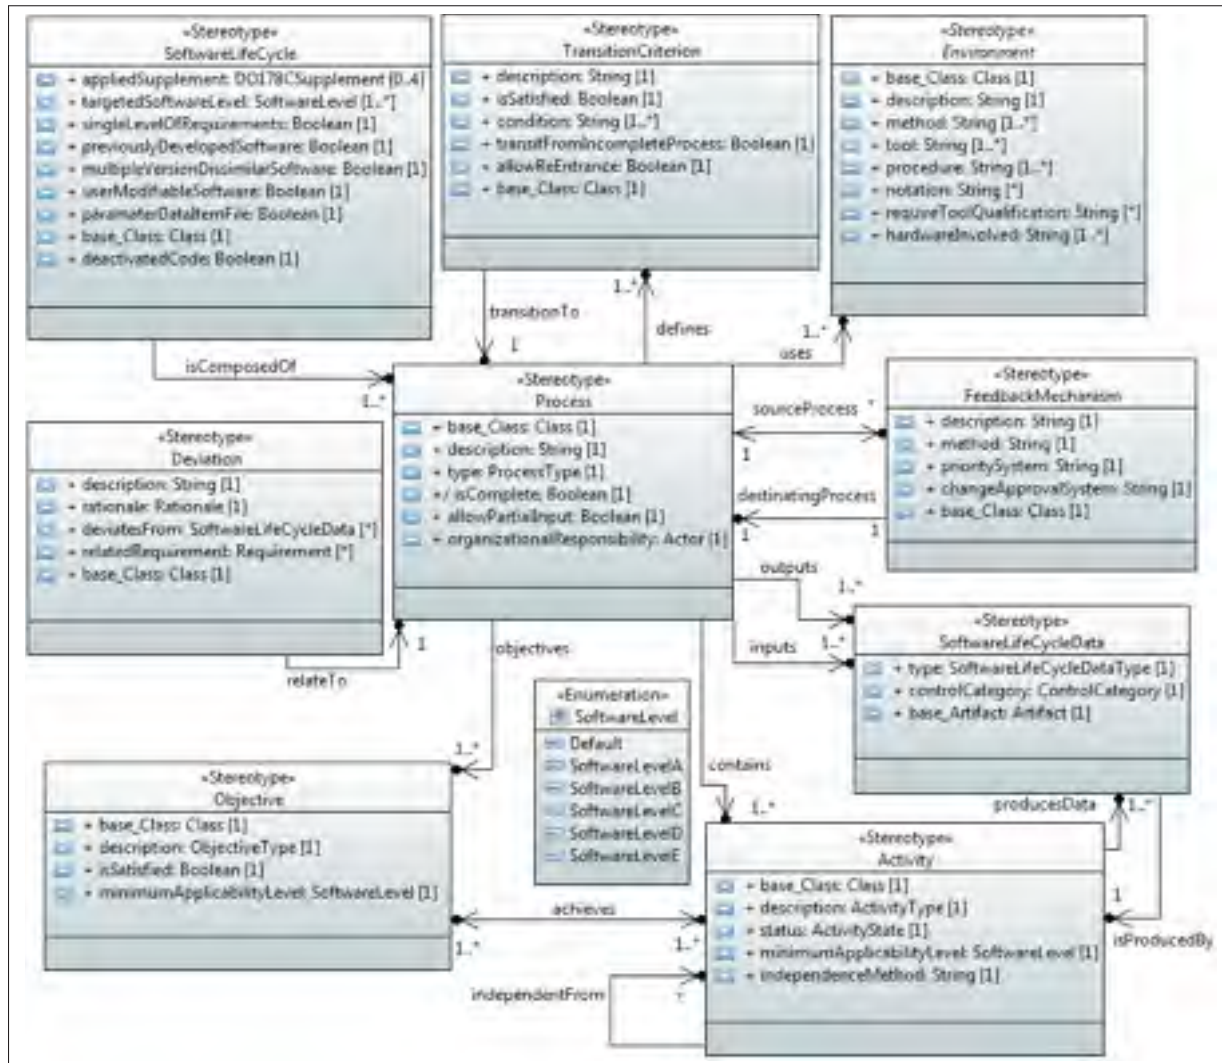 «Stereotype»
SoftwareLifeCycle
+ appliedSupplement: DO178CSupplement [0..4]
+ targetedSoftwareLevel: SoftwareLevel [1..*]
+ singleLevelOfRequirements: Boolean [1]
+ previouslyDevelopedSoftware: Boolean [1]
+ multipleVersionDissimilarSoftware: Boolean [1]
+ userModifiableSoftware: Boolean [1]
+ paramaterDataItemFile: Boolean [1]
+ base_Class: Class [1]
+ deactivatedCode: Boolean [1]
«Stereotype»
TransitionCriterion
+ description: String [1]
+ isSatisfied: Boolean [1]
+ condition: String [1..*]
+ transitFromIncompleteProcess: Boolean [1]
+ allowReEntrance: Boolean [1]
+ base_Class: Class [1]
«Stereotype»
Environment
+ base_Class: Class [1]
+ description: String [1]
+ method: String [1..*]
+ tool: String [1..*]
+ procedure: String [1..*]
+ notation: String [*]
+ requireToolQualification: String [*]
+ hardwareInvolved: String [1..*]
transitionTo
1
1..*
defines
1..*
uses
isComposedOf
1..*
«Stereotype»
Process
+ base_Class: Class [1]
+ description: String [1]
+ type: ProcessType [1]
+/ isComplete: Boolean [1]
+ allowPartialInput: Boolean [1]
+ organizationalResponsibility: Actor [1]
sourceProcess
*
1
destinatingProcess
1
1
«Stereotype»
FeedbackMechanism
+ description: String [1]
+ method: String [1]
+ prioritySystem: String [1]
+ changeApprovalSystem: String [1]
+ base_Class: Class [1]
«Stereotype»
Deviation
+ description: String [1]
+ rationale: Rationale [1]
+ deviatesFrom: SoftwareLifeCycleData [*]
+ relatedRequirement: Requirement [*]
+ base_Class: Class [1]
relateTo
1
outputs
1..*
inputs
1..*
«Stereotype»
SoftwareLifeCycleData
+ type: SoftwareLifeCycleDataType [1]
+ controlCategory: ControlCategory [1]
+ base_Artifact: Artifact [1]
objectives
1..*
«Enumeration»
SoftwareLevel
Default
SoftwareLevelA
SoftwareLevelB
SoftwareLevelC
SoftwareLevelD
SoftwareLevelE
contains
1..*
producesData
1..*
1
isProducedBy
«Stereotype»
Objective
+ base_Class: Class [1]
+ description: ObjectiveType [1]
+ isSatisfied: Boolean [1]
+ minimumApplicabilityLevel: SoftwareLevel [1]
achieves
1..*
1..*
«Stereotype»
Activity
+ base_Class: Class [1]
+ description: ActivityType [1]
+ status: ActivityState [1]
+ minimumApplicabilityLevel: SoftwareLevel [1]
+ independenceMethod: String [1]
independentFrom
*